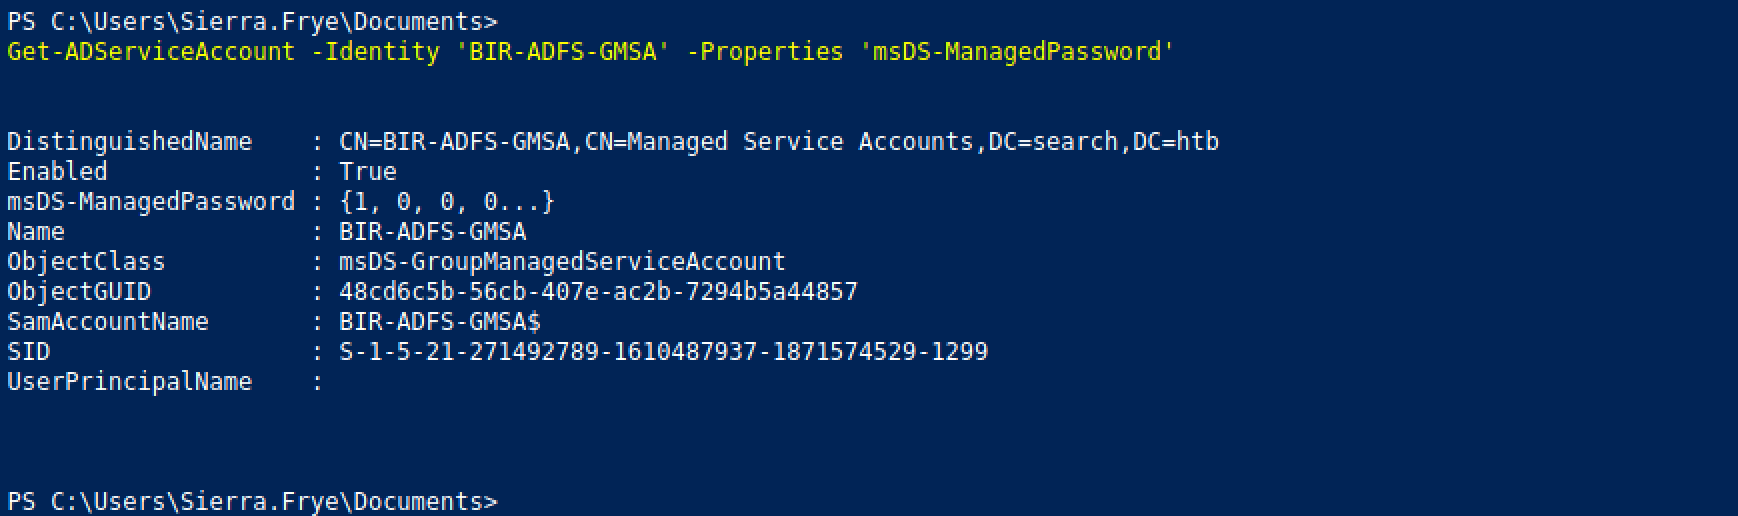 PS C:\Users\Sierra.Frye\Documents>
Get-ADServiceAccount -Identity 'BIR-ADFS-GMSA' -Properties 'msDS-ManagedPassword'
DistinguishedName    : CN=BIR-ADFS-GMSA,CN=Managed Service Accounts,DC=search,DC=htb
Enabled              : True
msDS-ManagedPassword : {1, 0, 0, 0...}
Name                 : BIR-ADFS-GMSA
ObjectClass          : msDS-GroupManagedServiceAccount
ObjectGUID           : 48cd6c5b-56cb-407e-ac2b-7294b5a44857
SamAccountName       : BIR-ADFS-GMSA$
SID                  : S-1-5-21-271492789-1610487937-1871574529-1299
UserPrincipalName    :
PS C:\Users\Sierra.Frye\Documents>